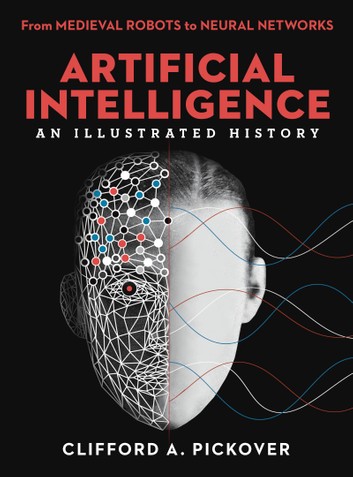 From MEDIEVAL ROBOTS to NEURAL NETWORKS
ARTIFICIAL
INTELLIGENCE
AN ILLUSTRATED HISTORY
CLIFFORD A. PICKOVER